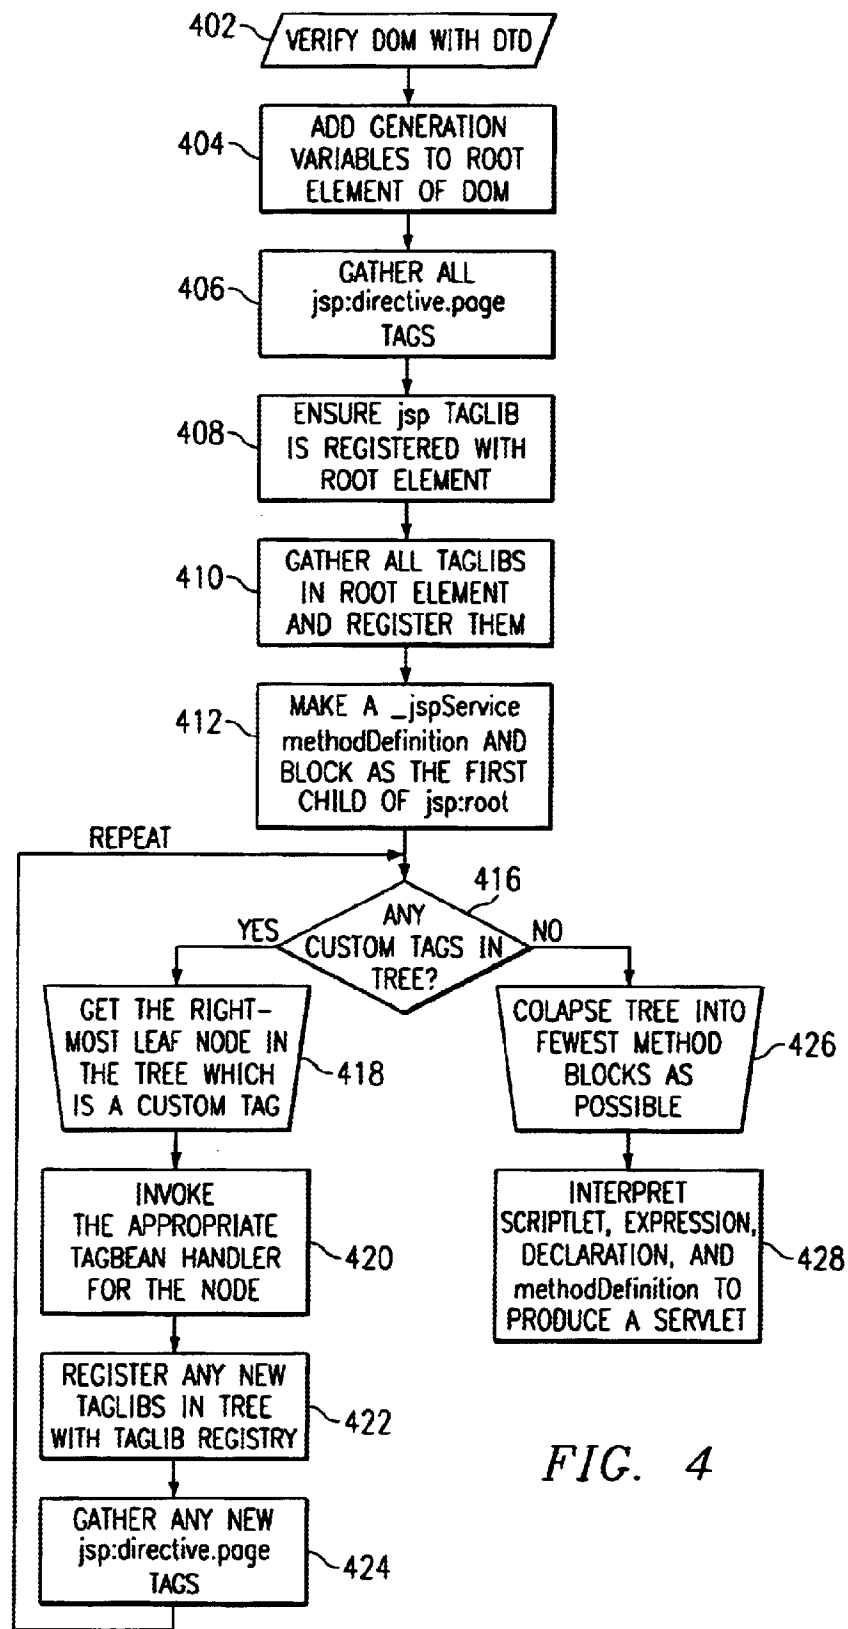 402
VERIFY DOM WITH DTD
404
ADD GENERATION
VARIABLES TO ROOT
ELEMENT OF DOM
406
GATHER ALL
jsp:directive.page
TAGS
408
ENSURE jsp TAGLIB
IS REGISTERED WITH
ROOT ELEMENT
410
GATHER ALL TAGLIBS
IN ROOT ELEMENT
AND REGISTER THEM
412
MAKE A _jspService
methodDefinition AND
BLOCK AS THE FIRST
CHILD OF jsp:root
REPEAT
416
ANY
CUSTOM TAGS IN
TREE?
YES
NO
GET THE RIGHT-
MOST LEAF NODE IN
THE TREE WHICH
IS A CUSTOM TAG
418
INVOKE
THE APPROPRIATE
TAGBEAN HANDLER
FOR THE NODE
420
REGISTER ANY NEW
TAGLIBS IN TREE
WITH TAGLIB REGISTRY
422
GATHER ANY NEW
jsp:directive.page
TAGS
424
COLAPSE TREE INTO
FEWEST METHOD
BLOCKS AS
POSSIBLE
426
INTERPRET
SCRIPTLET, EXPRESSION,
DECLARATION, AND
methodDefinition TO
PRODUCE A SERVLET
428
FIG. 4